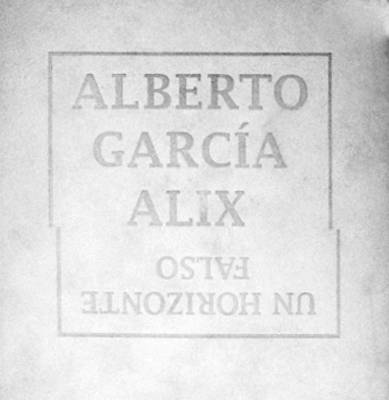 ALBERTO
GARCÍA
ALIX
UN HORIZONTE
FALSO